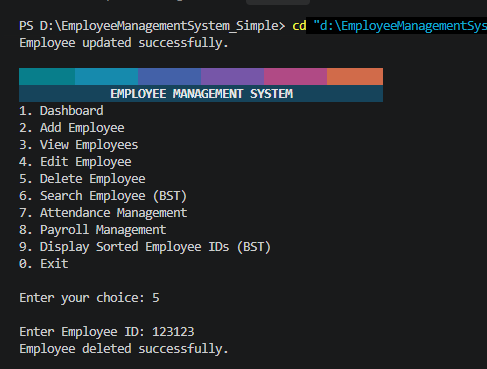 PS D:\EmployeeManagementSystem_Simple> cd "d:\EmployeeManagementSys
Employee updated successfully.
EMPLOYEE MANAGEMENT SYSTEM
1. Dashboard
2. Add Employee
3. View Employees
4. Edit Employee
5. Delete Employee
6. Search Employee (BST)
7. Attendance Management
8. Payroll Management
9. Display Sorted Employee IDs (BST)
0. Exit
Enter your choice: 5
Enter Employee ID: 123123
Employee deleted successfully.